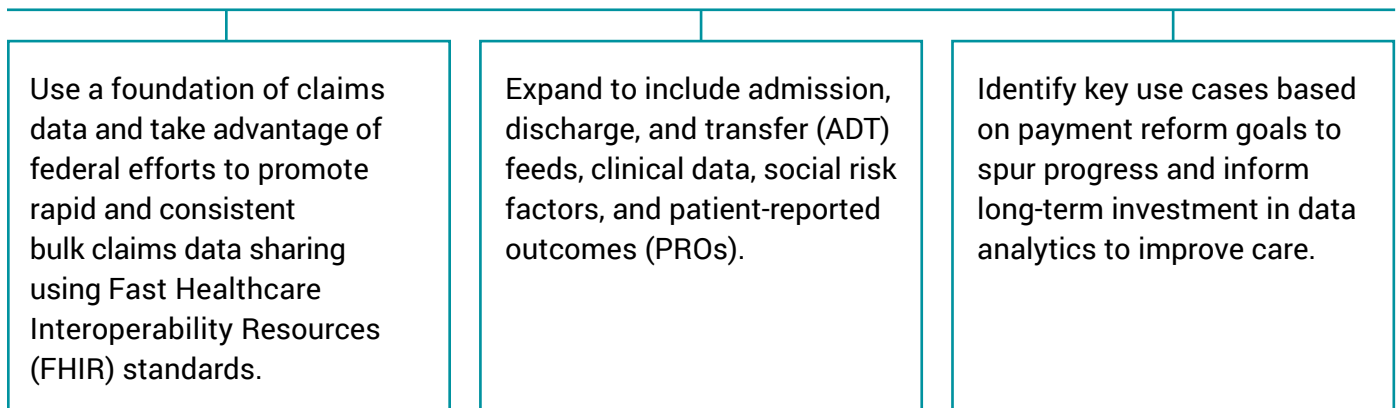 Use a foundation of claims
data and take advantage of
federal efforts to promote
rapid and consistent
bulk claims data sharing
using Fast Healthcare
Interoperability Resources
(FHIR) standards.
Expand to include admission,
discharge, and transfer (ADT)
feeds, clinical data, social risk
factors, and patient-reported
outcomes (PROs).
Identify key use cases based
on payment reform goals to
spur progress and inform
long-term investment in data
analytics to improve care.